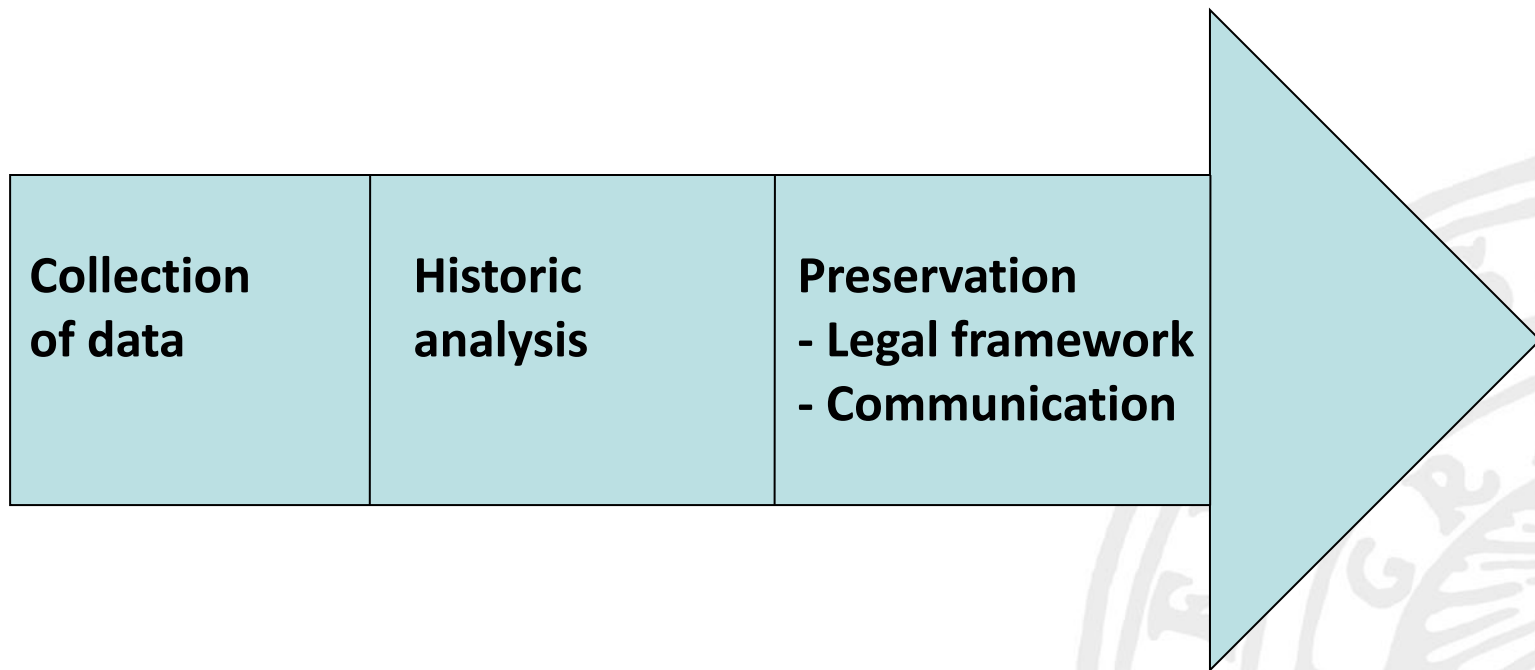 Collection
of data
Historic
analysis
Preservation
- Legal framework
- Communication